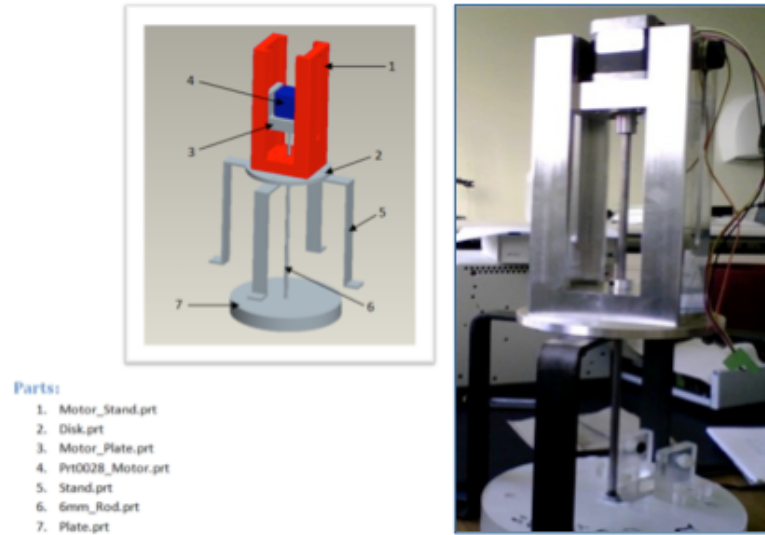 1
4
3
2
5
7
6
Parts:
1. Motor_Stand.prt
2. Disk.prt
3. Motor_Plate.prt
4. Prt0028_Motor.prt
5. Stand.prt
6. 6mm_Rod.prt
7. Plate.prt